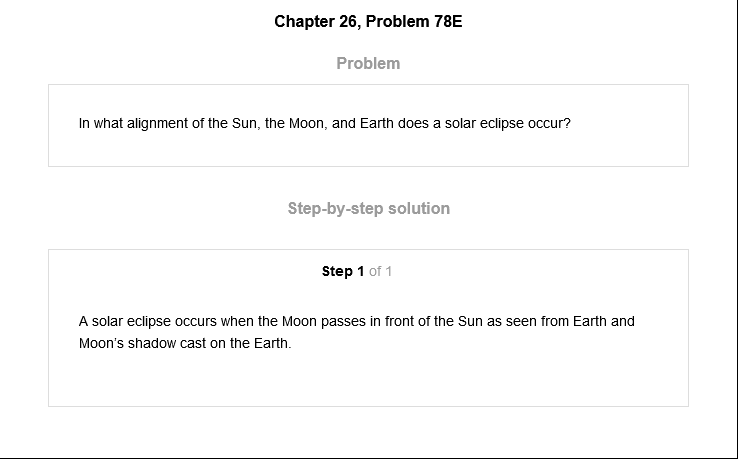 Chapter 26, Problem 78E
Problem
In what alignment of the Sun, the Moon, and Earth does a solar eclipse occur?
Step-by-step solution
Step 1 of 1
A solar eclipse occurs when the Moon passes in front of the Sun as seen from Earth and
Moon's shadow cast on the Earth.